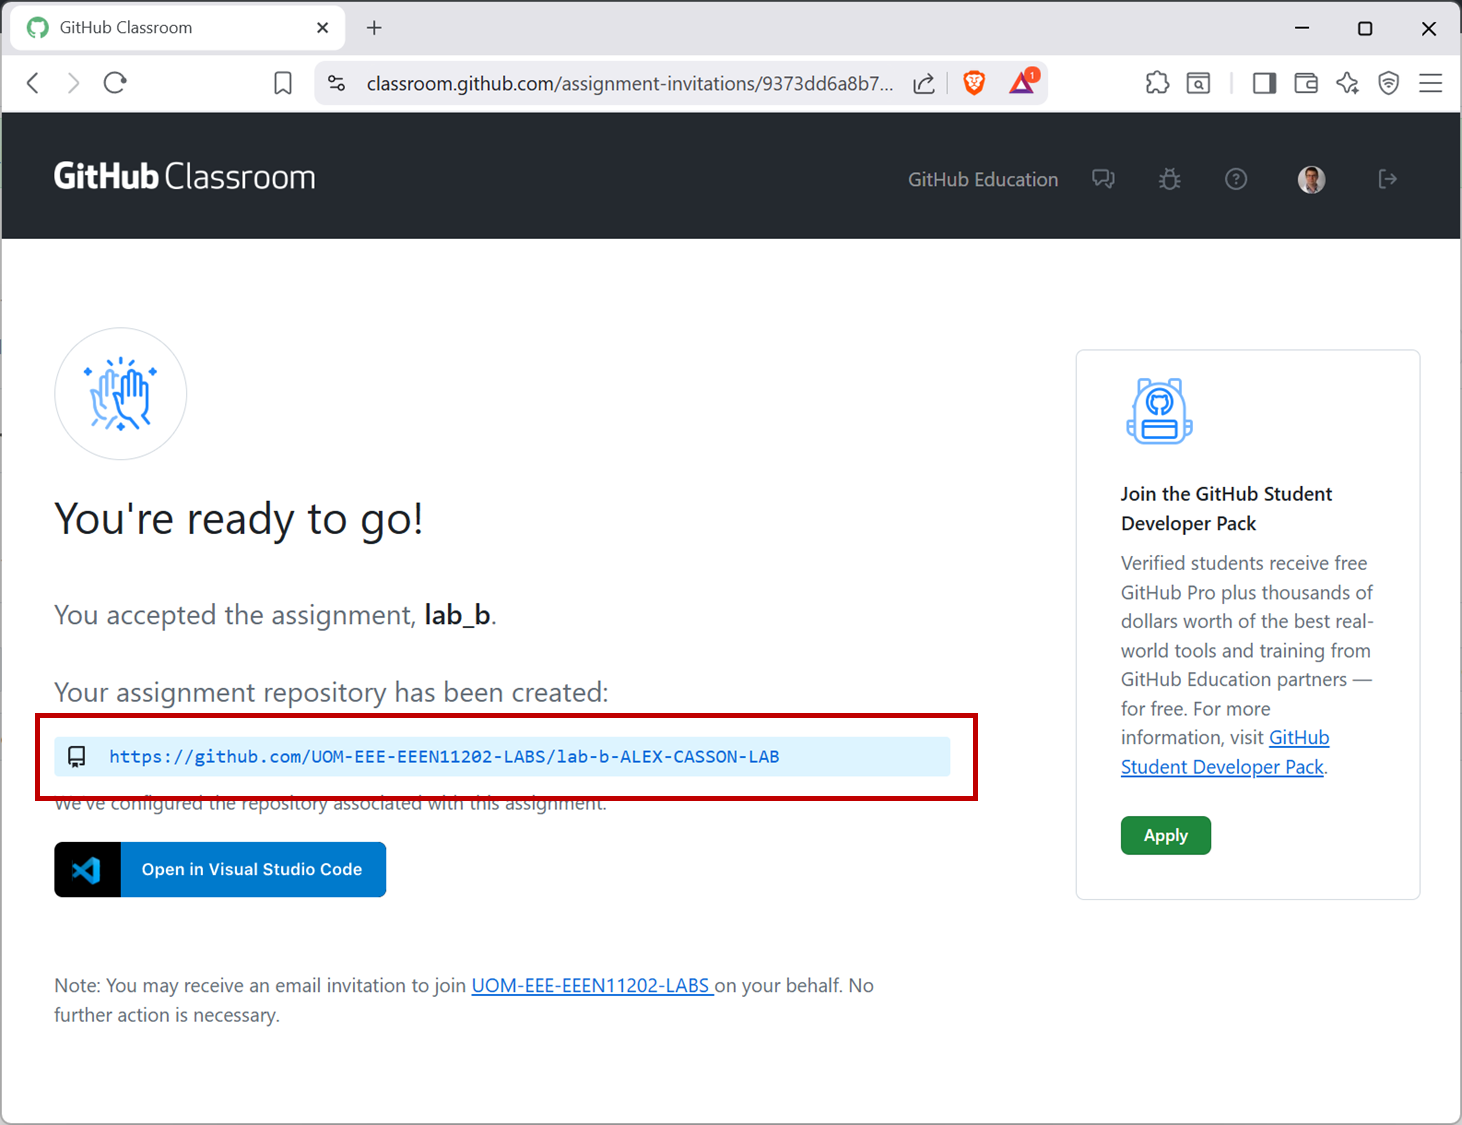 GitHub Classroom
classroom.github.com/assignment-invitations/9373dd6a8b7...
1
GitHub Classroom
GitHub Education
You're ready to go!
You accepted the assignment, lab_b.
Your assignment repository has been created:
https://github.com/UOM-EEE-EEEN11202-LABS/lab-b-ALEX-CASSON-LAB
We've configured the repository associated with this assignment.
Open in Visual Studio Code
Note: You may receive an email invitation to join UOM-EEE-EEEN11202-LABS on your behalf. No
further action is necessary.
Join the GitHub Student
Developer Pack
Verified students receive free
GitHub Pro plus thousands of
dollars worth of the best real-
world tools and training from
GitHub Education partners —
for free. For more
information, visit GitHub
Student Developer Pack.
Apply